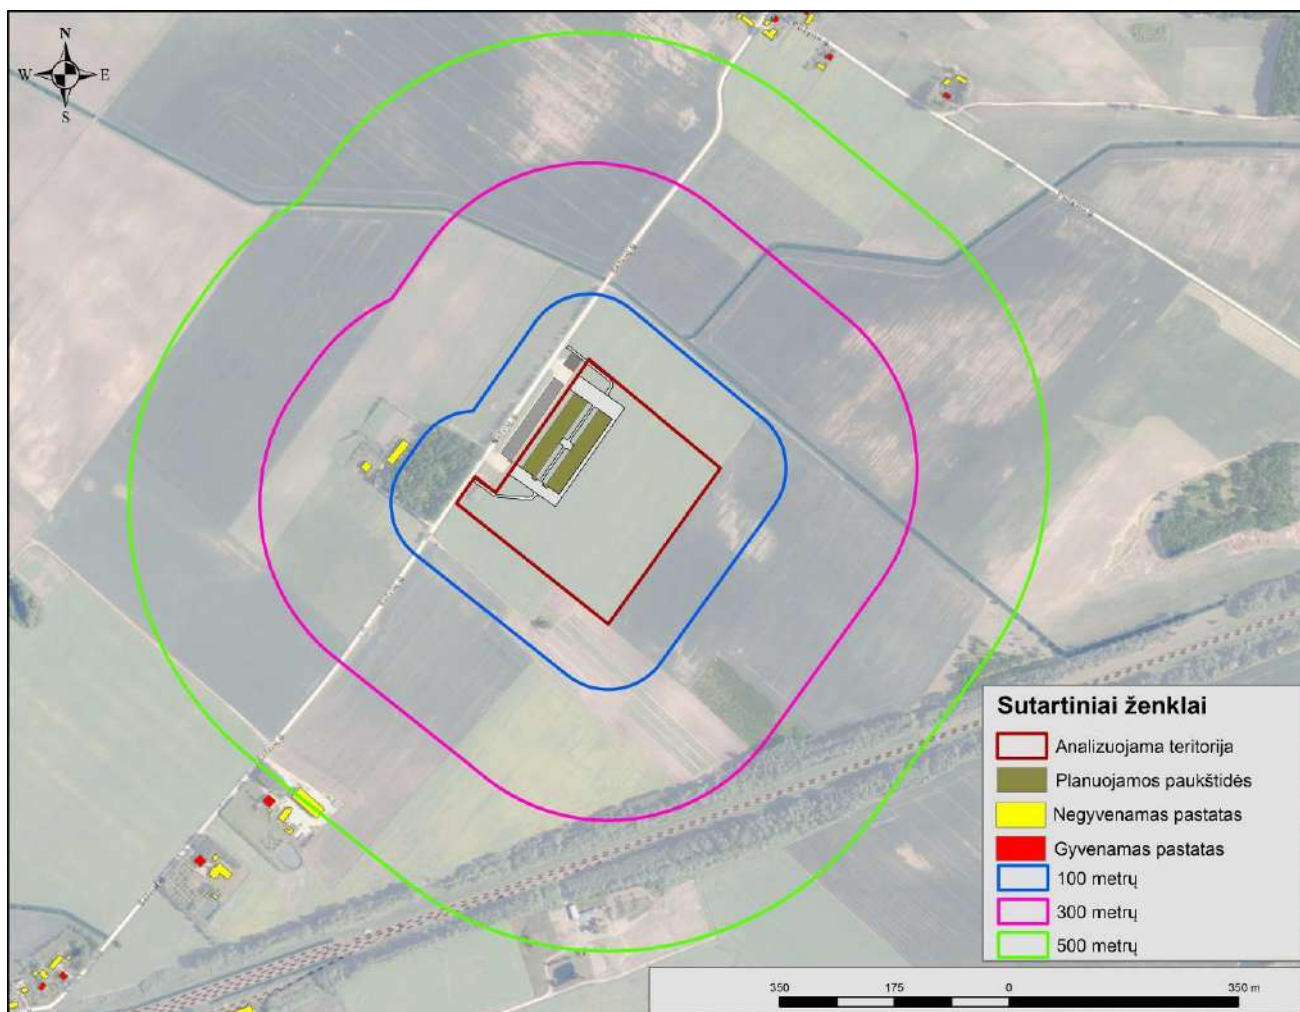 N
W E
S
Sutartiniai ženklai
Analizuojama teritorija
Planuojamos paukštidės
Negyvenamas pastatas
Gyvenamas pastatas
100 metrų
300 metrų
500 metrų
350 175 0 350 m